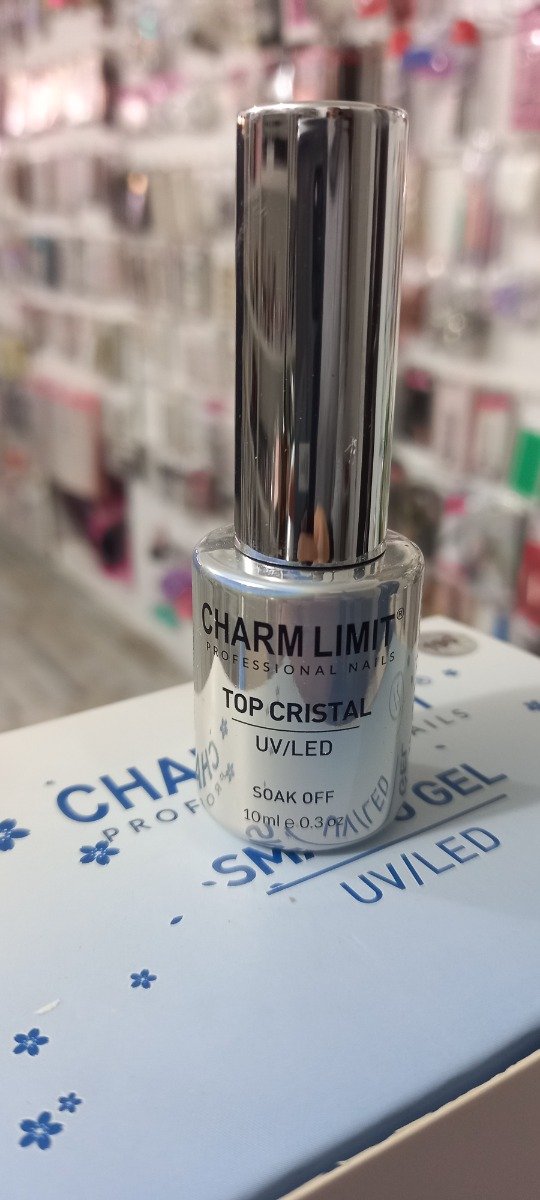 CHARM LIMIT®
PROFESSIONAL NAILS
TOP CRISTAL
UV/LED
SOAK OFF
10ml e 0.3 oz
GEL
UV/LED